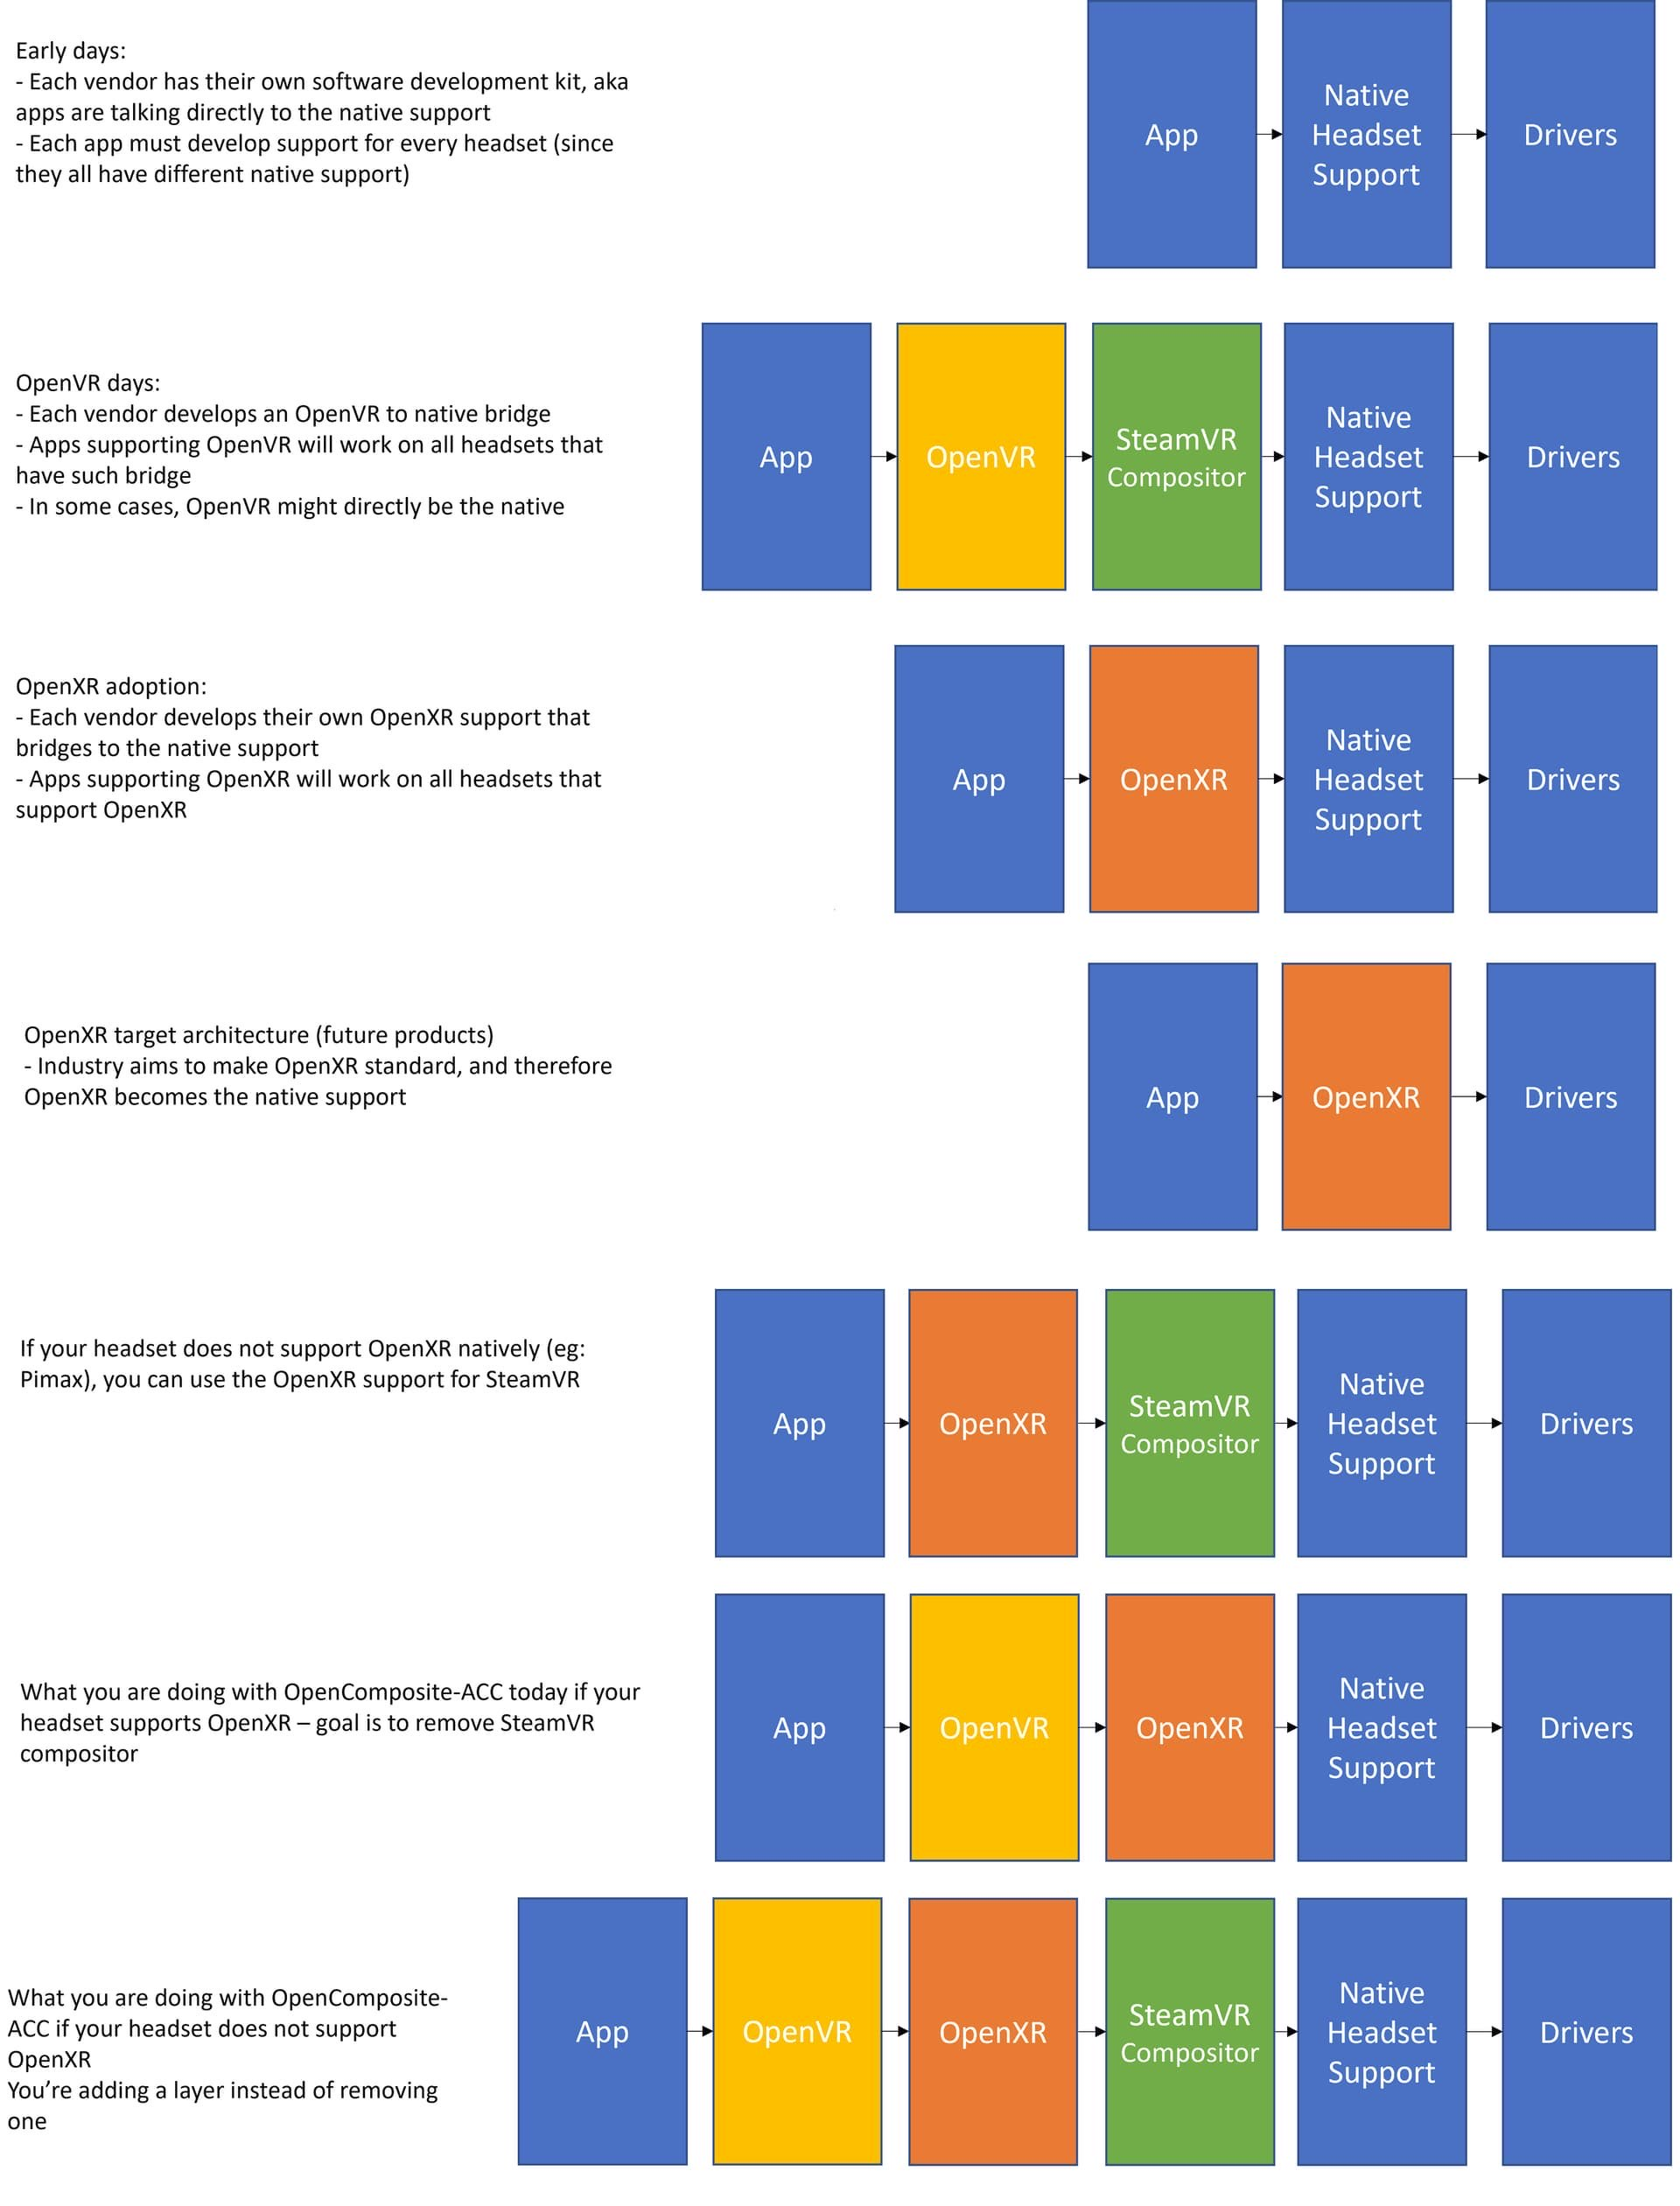 Early days:
- Each vendor has their own software development kit, aka
apps are talking directly to the native support
- Each app must develop support for every headset (since
they all have different native support)
App
Native
Headset
Support
Drivers
OpenVR days:
- Each vendor develops an OpenVR to native bridge
- Apps supporting OpenVR will work on all headsets that
have such bridge
- In some cases, OpenVR might directly be the native
App
OpenVR
SteamVR
Compositor
Native
Headset
Support
Drivers
OpenXR adoption:
- Each vendor develops their own OpenXR support that
bridges to the native support
- Apps supporting OpenXR will work on all headsets that
support OpenXR
App
OpenXR
Native
Headset
Support
Drivers
OpenXR target architecture (future products)
- Industry aims to make OpenXR standard, and therefore
OpenXR becomes the native support
App
OpenXR
Drivers
If your headset does not support OpenXR natively (eg:
Pimax), you can use the OpenXR support for SteamVR
App
OpenXR
SteamVR
Compositor
Native
Headset
Support
Drivers
What you are doing with OpenComposite-ACC today if your
headset supports OpenXR – goal is to remove SteamVR
compositor
App
OpenVR
OpenXR
Native
Headset
Support
Drivers
What you are doing with OpenComposite-
ACC if your headset does not support
OpenXR
You’re adding a layer instead of removing
one
App
OpenVR
OpenXR
SteamVR
Compositor
Native
Headset
Support
Drivers